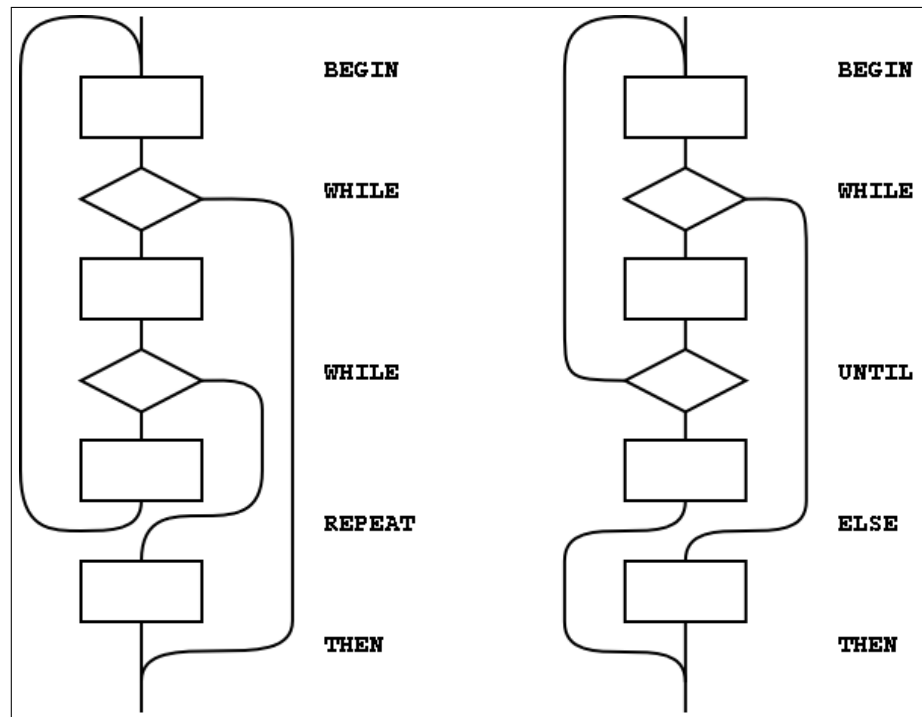 BEGIN
WHILE
WHILE
REPEAT
THEN
BEGIN
WHILE
UNTIL
ELSE
THEN